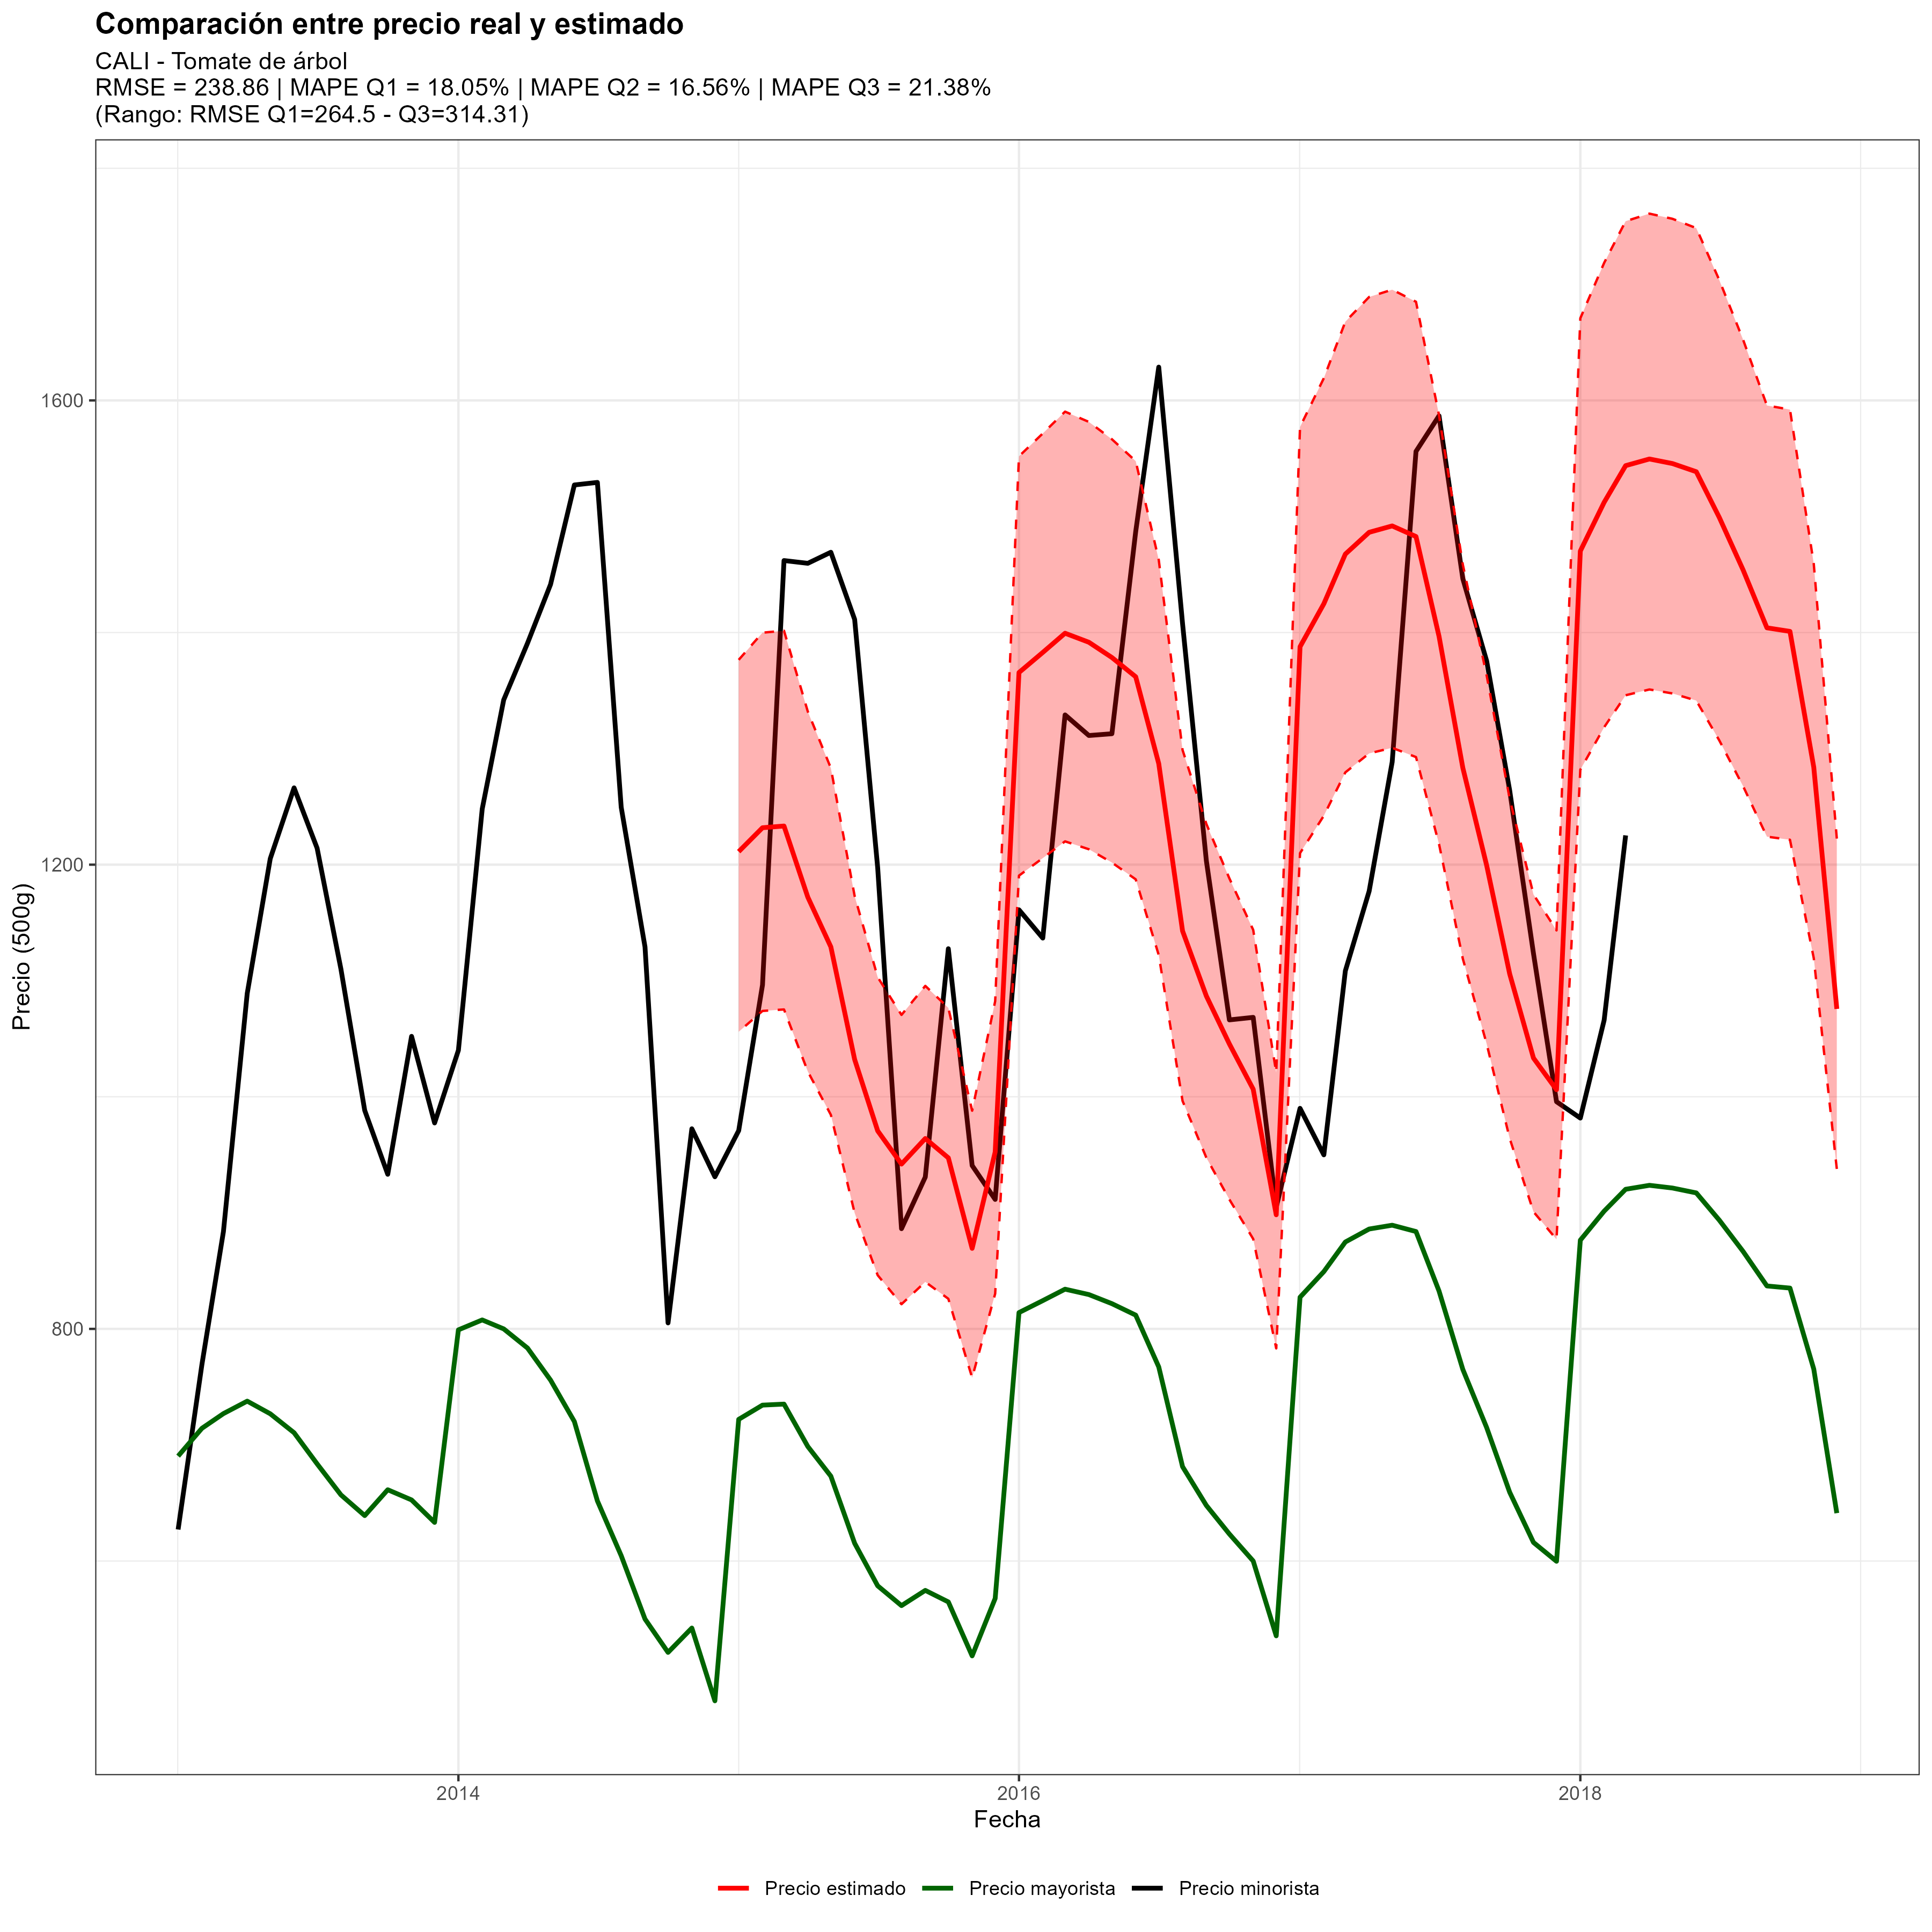 Comparación entre precio real y estimado
CALI - Tomate de árbol
RMSE = 238.86 | MAPE Q1 = 18.05% | MAPE Q2 = 16.56% | MAPE Q3 = 21.38%
(Rango: RMSE Q1=264.5 - Q3=314.31)
Precio (500g)
1600
1200
800
2014
2016
2018
Fecha
Precio estimado
Precio mayorista
Precio minorista